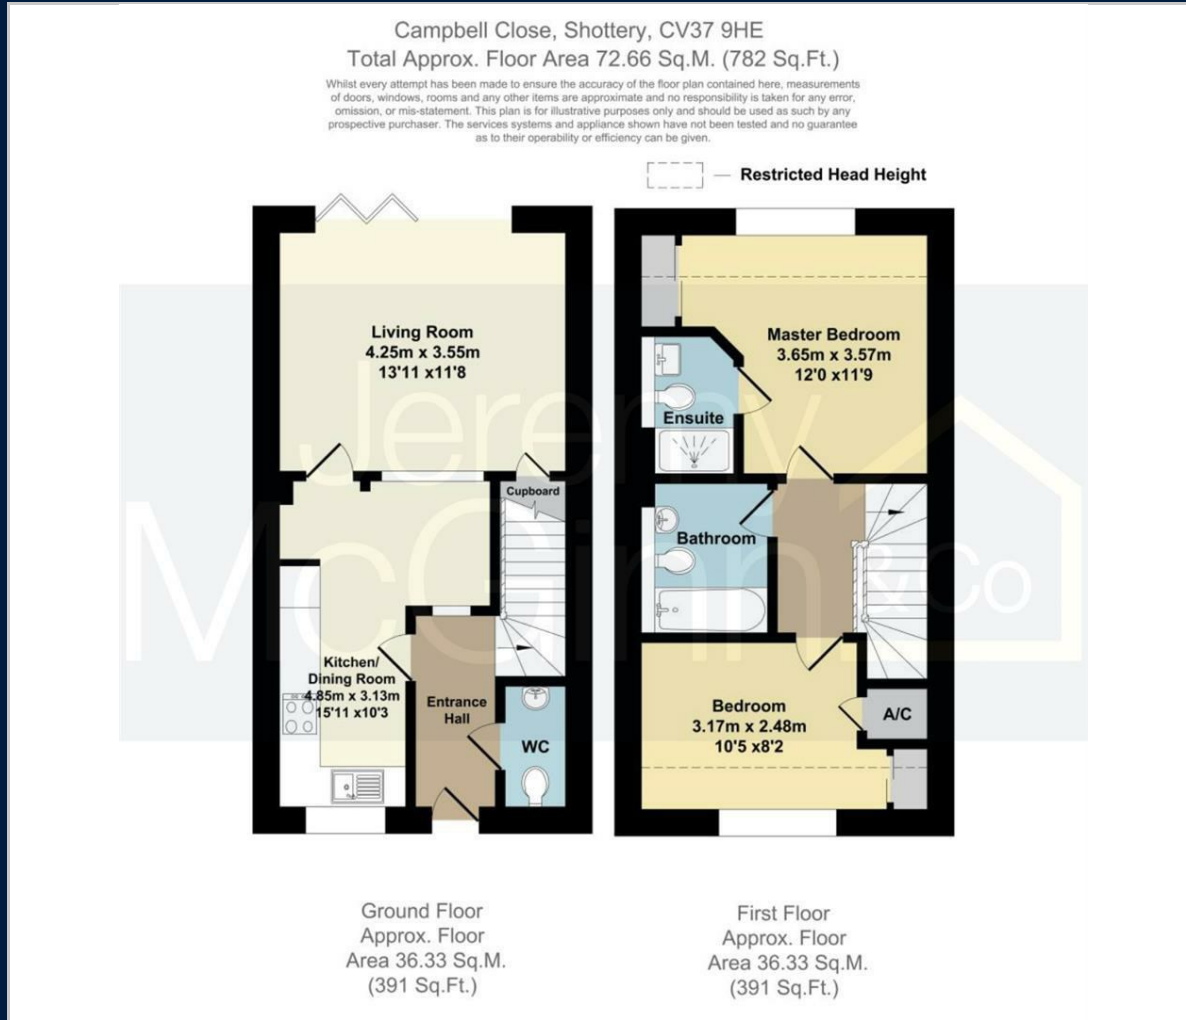 Campbell Close, Shottery, CV37 9HE
Total Approx. Floor Area 72.66 Sq.M. (782 Sq.Ft.)
Whilst every attempt has been made to ensure the accuracy of the floor plan contained here, measurements
of doors, windows, rooms and any other items are approximate and no responsibility is taken for any error,
omission, or mis-statement. This plan is for illustrative purposes only and should be used as such by any
prospective purchaser. The services systems and appliance shown have not been tested and no guarantee
as to their operability or efficiency can be given.
Restricted Head Height
Living Room
4.25m x 3.55m
13'11 x11'8
Cupboard
Kitchen/
Dining Room
4.85m x 3.13m
15'11 x10'3
Entrance
Hall
WC
Master Bedroom
3.65m x 3.57m
12'0 x11'9
Ensuite
Bathroom
Bedroom
3.17m x 2.48m
10'5 x8'2
A/C
Jeremy
McGinn &Co
Ground Floor
Approx. Floor
Area 36.33 Sq.M.
(391 Sq.Ft.)
First Floor
Approx. Floor
Area 36.33 Sq.M.
(391 Sq.Ft.)